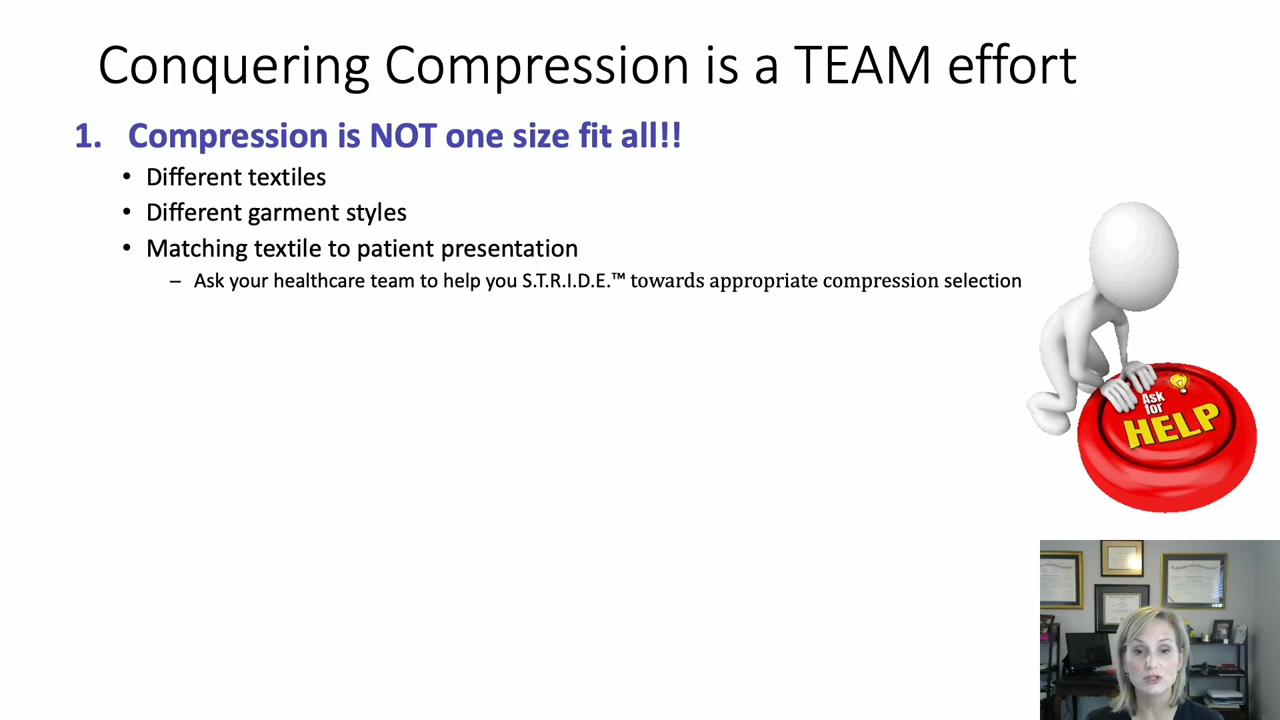 Conquering Compression is a TEAM effort
1. Compression is NOT one size fit all!!
• Different textiles
• Different garment styles
• Matching textile to patient presentation
– Ask your healthcare team to help you S.T.R.I.D.E.™ towards appropriate compression selection
Ask
for
HELP